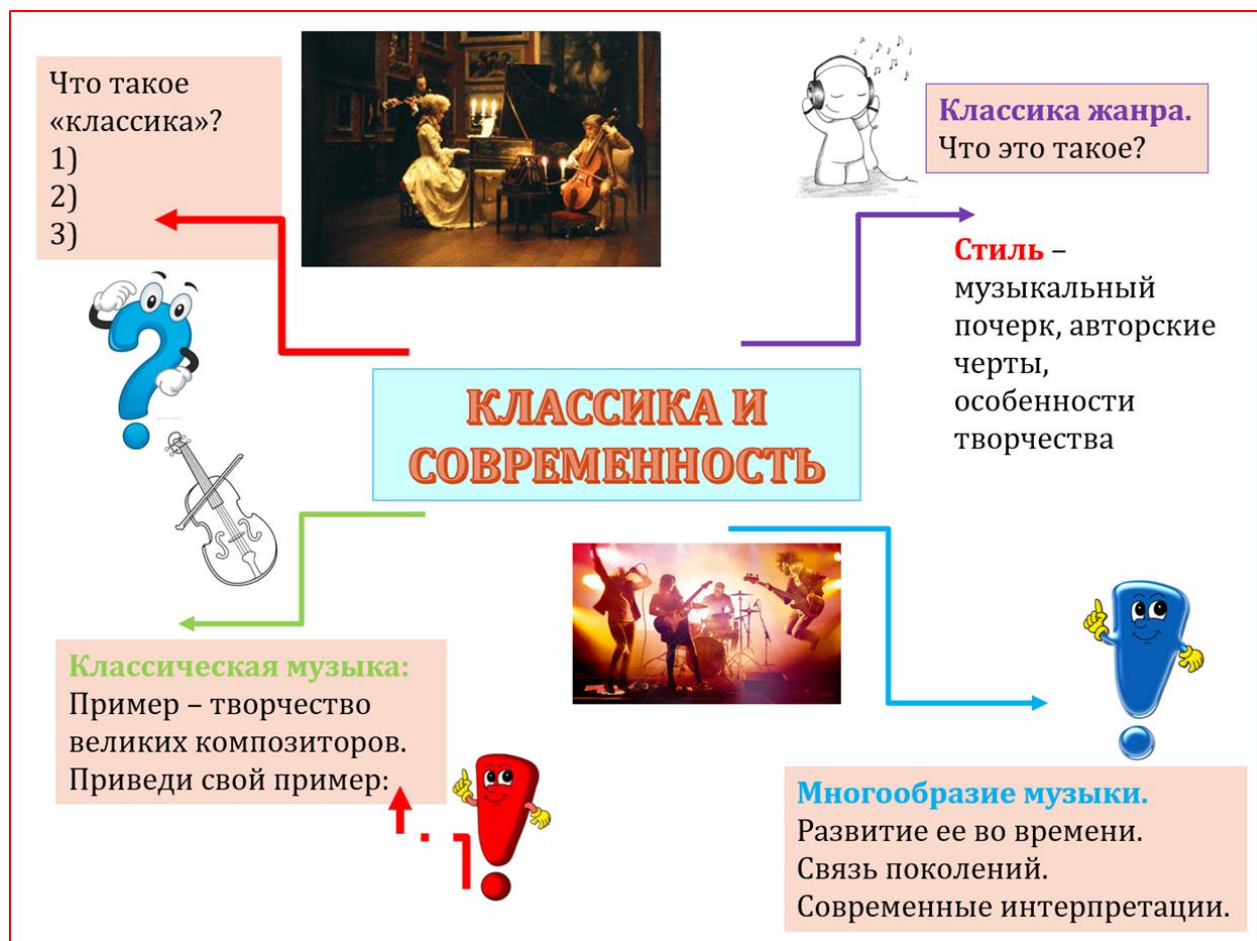 Что такое
«классика»?
1)
2)
3)
Классика жанра.
Что это такое?
Стиль –
музыкальный
почерк, авторские
черты,
особенности
творчества
КЛАССИКА И
СОВРЕМЕННОСТЬ
Классическая музыка:
Пример – творчество
великих композиторов.
Приведи свой пример:
Многообразие музыки.
Развитие ее во времени.
Связь поколений.
Современные интерпретации.